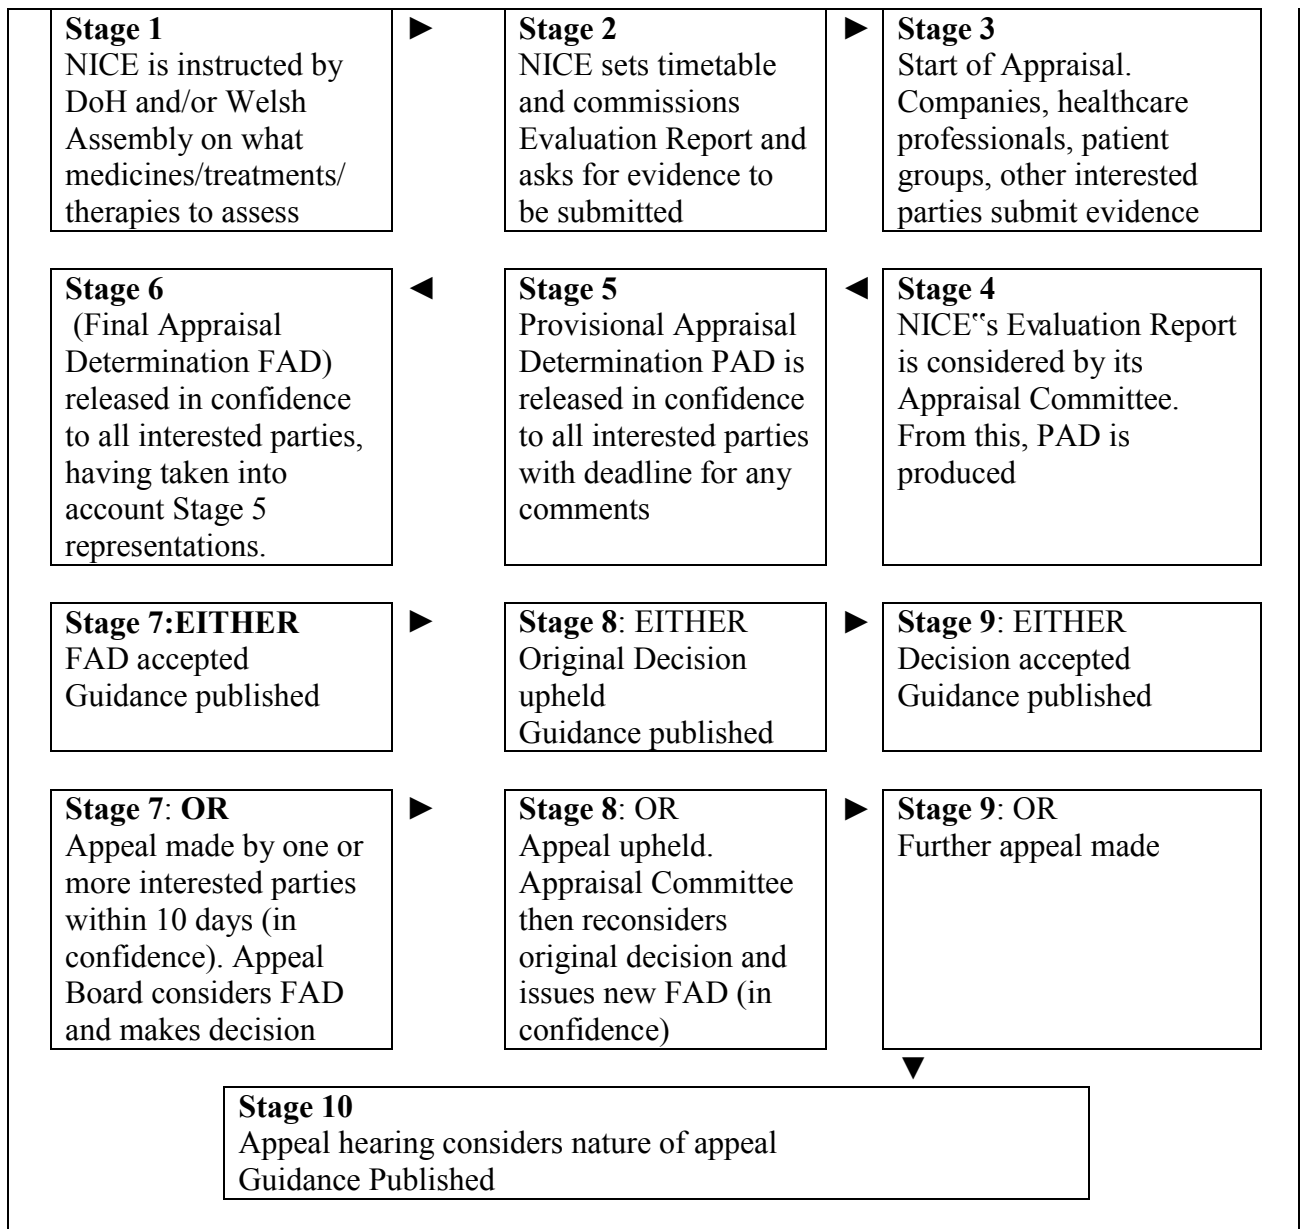 Stage 1
NICE is instructed by
DoH and/or Welsh
Assembly on what
medicines/treatments/
therapies to assess
Stage 2
NICE sets timetable
and commissions
Evaluation Report and
asks for evidence to
be submitted
Stage 3
Start of Appraisal.
Companies, healthcare
professionals, patient
groups, other interested
parties submit evidence
Stage 6
(Final Appraisal
Determination FAD)
released in confidence
to all interested parties,
having taken into
account Stage 5
representations.
Stage 5
Provisional Appraisal
Determination PAD is
released in confidence
to all interested parties
with deadline for any
comments
Stage 4
NICE‟s Evaluation Report
is considered by its
Appraisal Committee.
From this, PAD is
produced
Stage 7:EITHER
FAD accepted
Guidance published
Stage 8: EITHER
Original Decision
upheld
Guidance published
Stage 9: EITHER
Decision accepted
Guidance published
Stage 7: OR
Appeal made by one or
more interested parties
within 10 days (in
confidence). Appeal
Board considers FAD
and makes decision
Stage 8: OR
Appeal upheld.
Appraisal Committee
then reconsiders
original decision and
issues new FAD (in
confidence)
Stage 9: OR
Further appeal made
Stage 10
Appeal hearing considers nature of appeal
Guidance Published